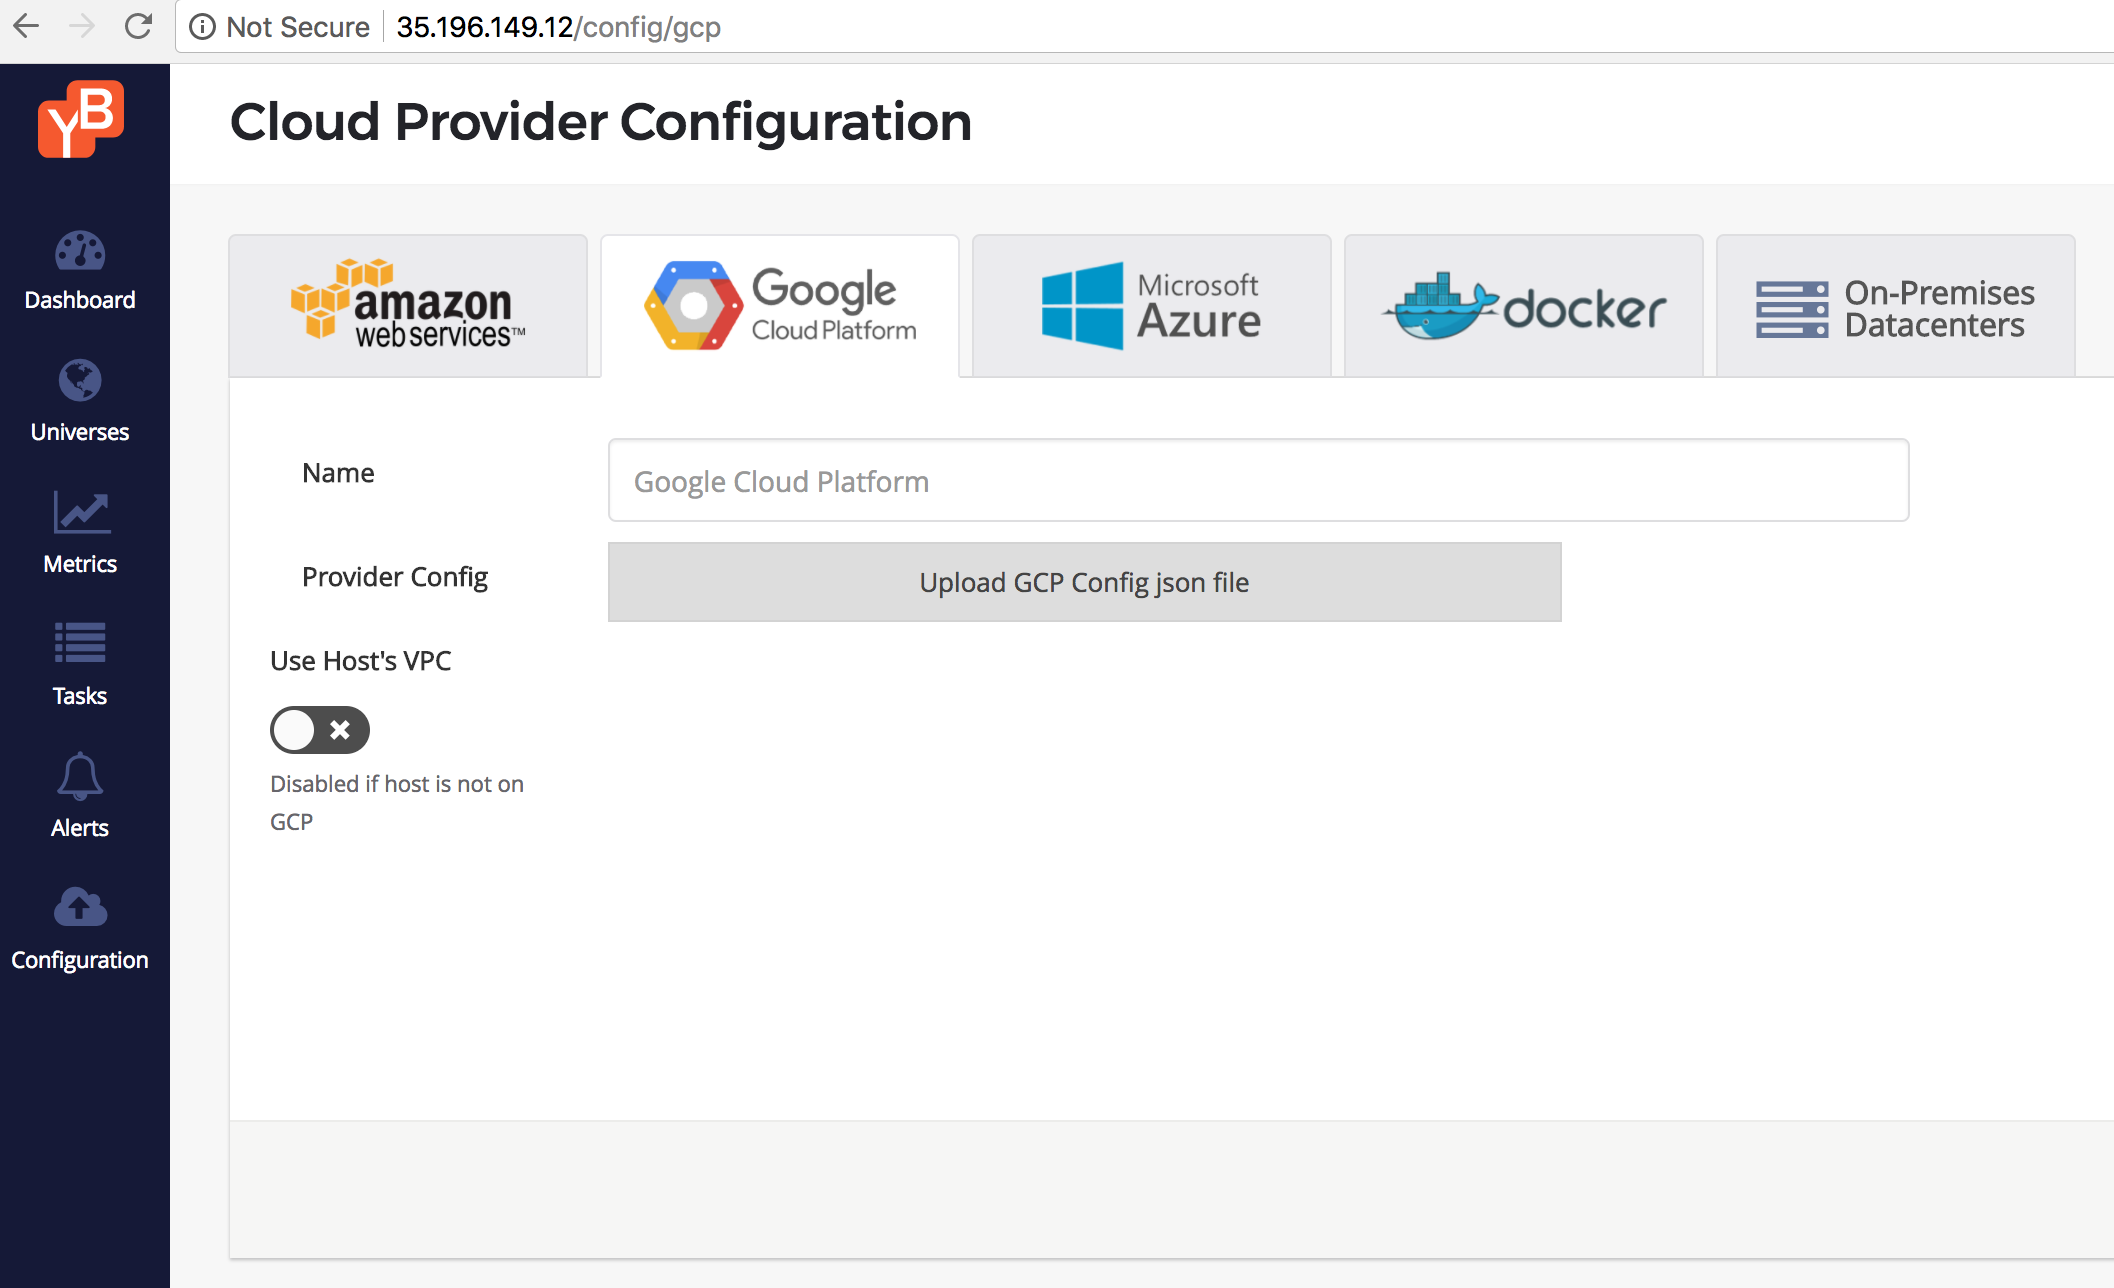 Not Secure
35.196.149.12/config/gcp
YB
Cloud Provider Configuration
Dashboard
Universes
Metrics
Tasks
Alerts
Configuration
amazon
web services™
Google
Cloud Platform
Microsoft
Azure
docker
On-Premises
Datacenters
Name
Google Cloud Platform
Provider Config
Upload GCP Config json file
Use Host's VPC
Disabled if host is not on
GCP